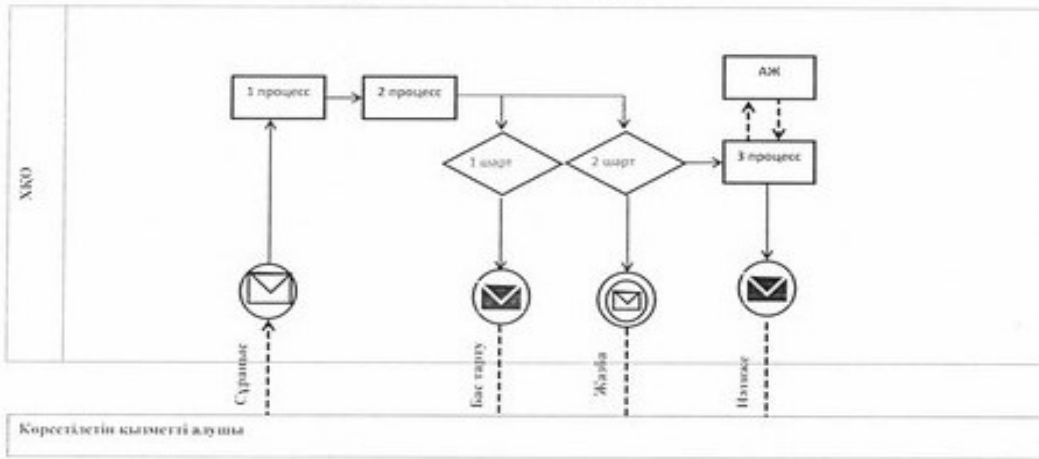 АЖ
1 процесс
2 процесс
1 шарт
2 шарт
3 процесс
ХҚО
Сұраныс
Бас тарту
Жазба
Нәтиже
Көрсетілетін қызметті алушы